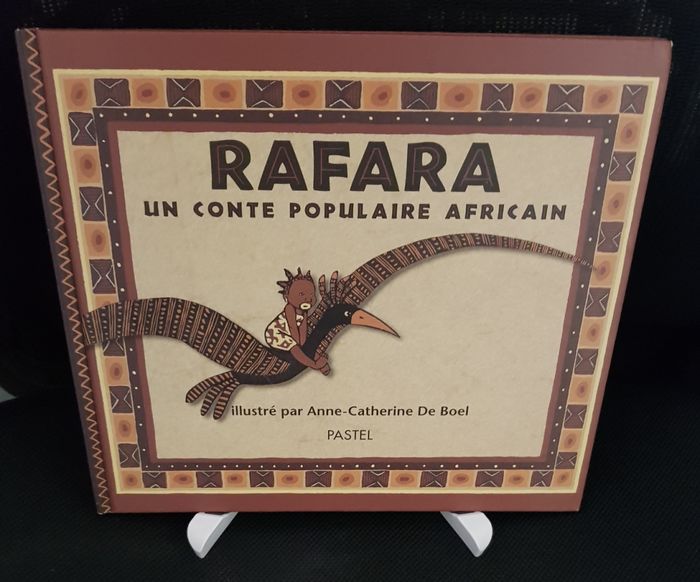 RAFARA
UN CONTE POPULAIRE AFRICAIN
illustré par Anne-Catherine De Boel
PASTEL